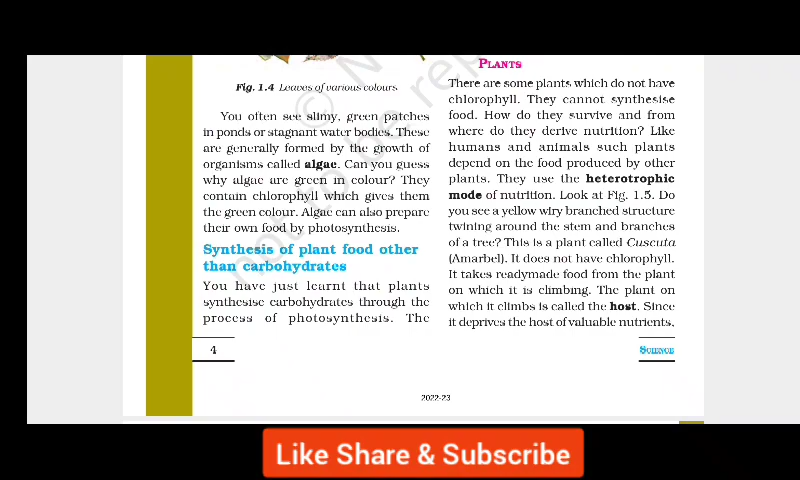 Fig. 1.4 Leaves of various colours
You often see slimy, green patches
in ponds or stagnant water bodies. These
are generally formed by the growth of
organisms called algae. Can you guess
why algae are green in colour? They
contain chlorophyll which gives them
the green colour. Algae can also prepare
their own food by photosynthesis.
Synthesis of plant food other
than carbohydrates
You have just learnt that plants
synthesise carbohydrates through the
process of photosynthesis. The
PLANTS
There are some plants which do not have
chlorophyll. They cannot synthesise
food. How do they survive and from
where do they derive nutrition? Like
humans and animals such plants
depend on the food produced by other
plants. They use the heterotrophic
mode of nutrition. Look at Fig. 1.5. Do
you see a yellow wiry branched structure
twining around the stem and branches
of a tree? This is a plant called Cuscuta
(Amarbel). It does not have chlorophyll.
It takes readymade food from the plant
on which it is climbing. The plant on
which it climbs is called the host. Since
it deprives the host of valuable nutrients,
4
SCIENCE
2022-23
© N
not to be rep
Like Share & Subscribe